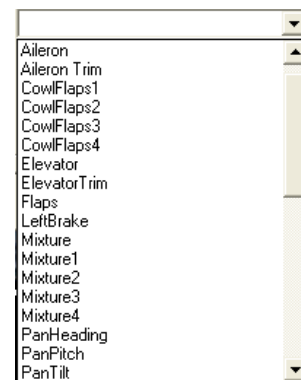 Aileron
Aileron Trim
CowlFlaps1
CowlFlaps2
CowlFlaps3
CowlFlaps4
Elevator
ElevatorTrim
Flaps
LeftBrake
Mixture
Mixture1
Mixture2
Mixture3
Mixture4
PanHeading
PanPitch
PanTilt